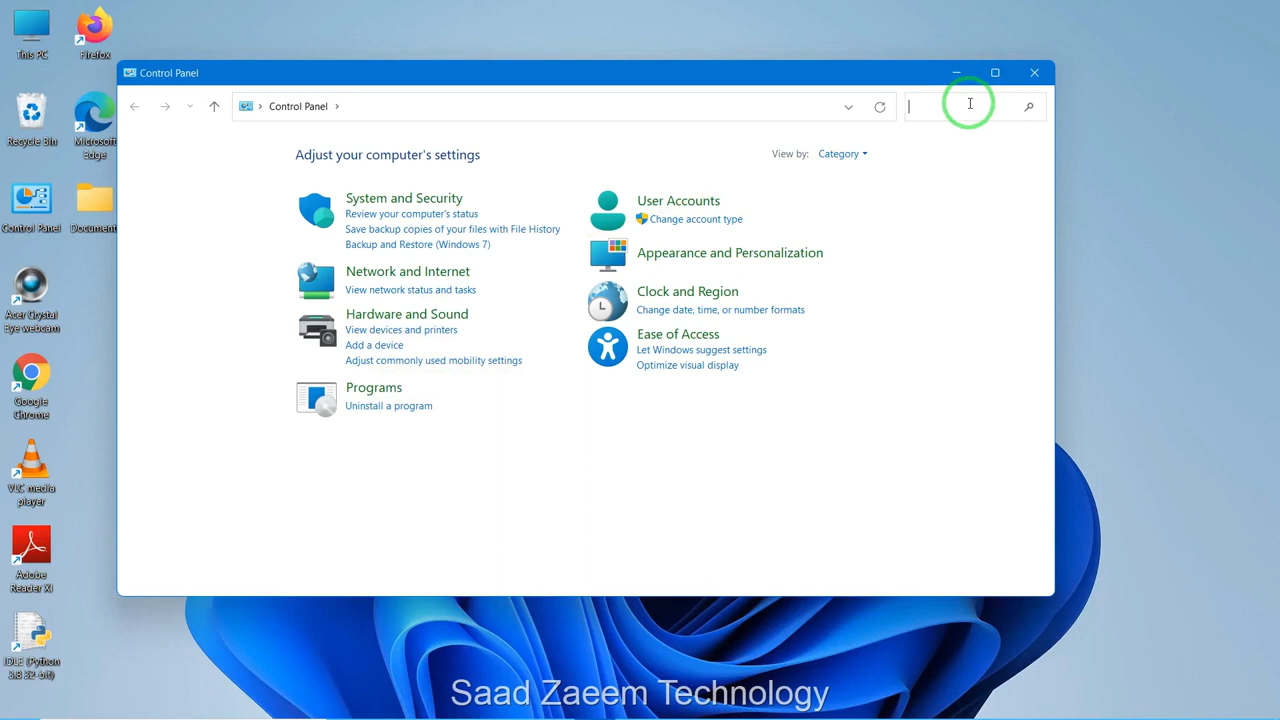 This PC
Firefox
Recycle Bin
Microsoft
Edge
Control Panel
Document
Acer Crystal
Eye webcam
Google
Chrome
VLC media
player
Adobe
Reader XI
IDLE (Python
3.8 32-bit)
Control Panel
Control Panel
Adjust your computer's settings
View by: Category
System and Security
Review your computer's status
Save backup copies of your files with File History
Backup and Restore (Windows 7)
Network and Internet
View network status and tasks
Hardware and Sound
View devices and printers
Add a device
Adjust commonly used mobility settings
Programs
Uninstall a program
User Accounts
Change account type
Appearance and Personalization
Clock and Region
Change date, time, or number formats
Ease of Access
Let Windows suggest settings
Optimize visual display
Saad Zaeem Technology